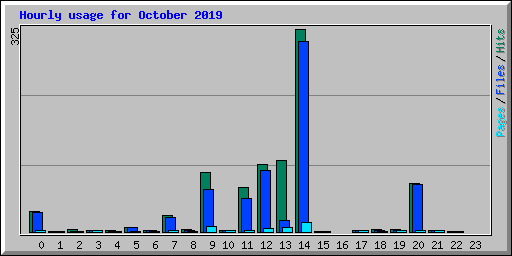 Hourly usage for October 2019
325
Pages/Files/Hits
0 1 2 3 4 5 6 7 8 9 10 11 12 13 14 15 16 17 18 19 20 21 22 23